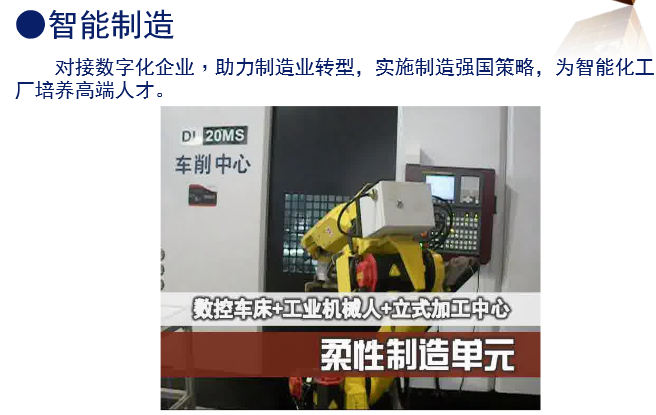 ●智能制造
对接数字化企业，助力制造业转型，实施制造强国策略，为智能化工
厂培养高端人才。
DL 20MS
车削中心
数控车床+工业机械人+立式加工中心
柔性制造单元